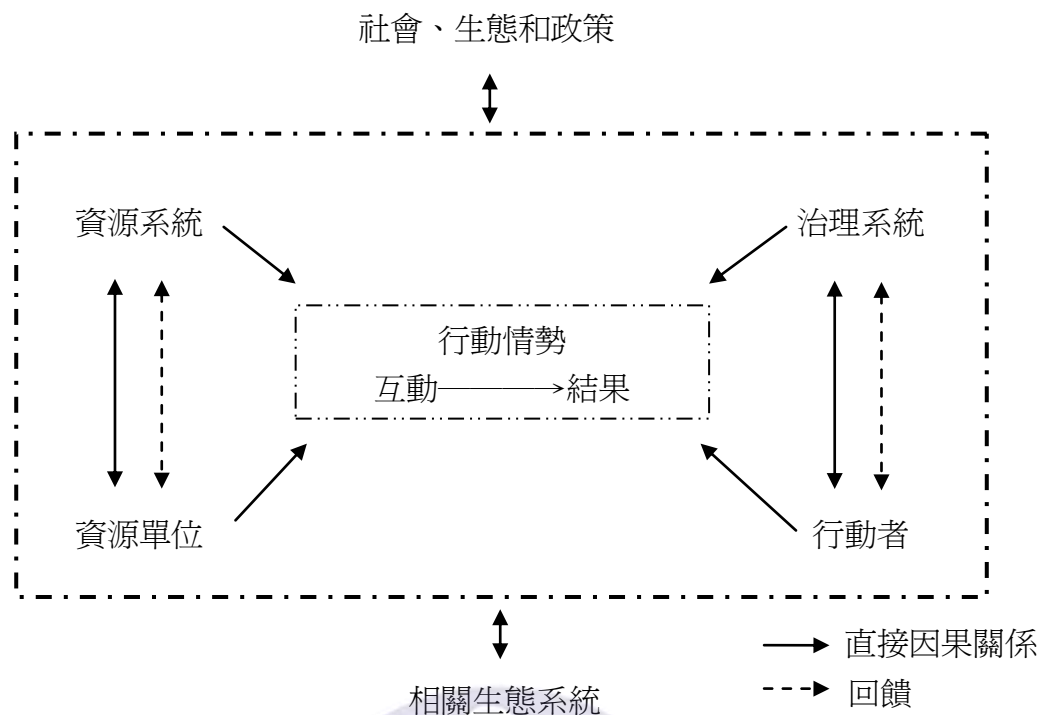 社會、生態和政策
資源系統
治理系統
行動情勢
互動————→結果
資源單位
行動者
直接因果關係
回饋
相關生態系統